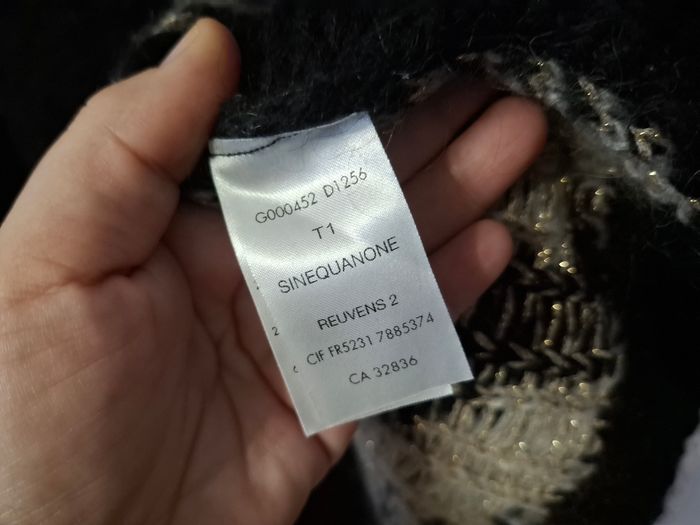 G000452 D1256
T1
SINEQUANONE
REUVENS 2
CIF FR5231 7885374
CA 32836